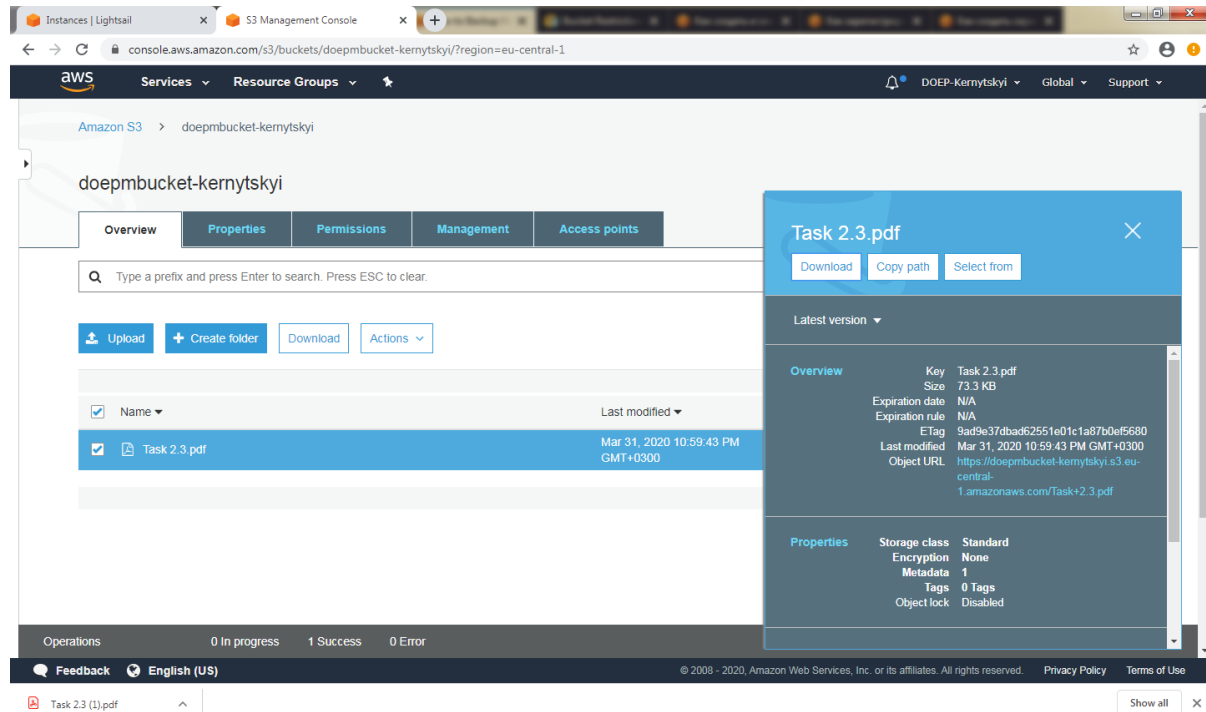 Instances | Lightsail
S3 Management Console
console.aws.amazon.com/s3/buckets/doepmbucket-kernytskyi/?region=eu-central-1
aws Services Resource Groups DOEP-Kernytskyi Global Support
Amazon S3 > doepmbucket-kernytskyi
doepmbucket-kernytskyi
Overview Properties Permissions Management Access points
Type a prefix and press Enter to search. Press ESC to clear.
Upload + Create folder Download Actions
Name Last modified
Task 2.3.pdf Mar 31, 2020 10:59:43 PM
GMT+0300
Task 2.3.pdf
Download Copy path Select from
Latest version
Overview Key Task 2.3.pdf
Size 73.3 KB
Expiration date N/A
Expiration rule N/A
ETag 9ad9e37dbad62551e01c1a87b0ef5680
Last modified Mar 31, 2020 10:59:43 PM GMT+0300
Object URL https://doepmbucket-kernytskyi.s3.eu-
central-
1.amazonaws.com/Task+2.3.pdf
Properties Storage class Standard
Encryption None
Metadata 1
Tags 0 Tags
Object lock Disabled
Operations 0 In progress 1 Success 0 Error
Feedback English (US) © 2008 - 2020, Amazon Web Services, Inc. or its affiliates. All rights reserved. Privacy Policy Terms of Use
Task 2.3 (1).pdf Show all